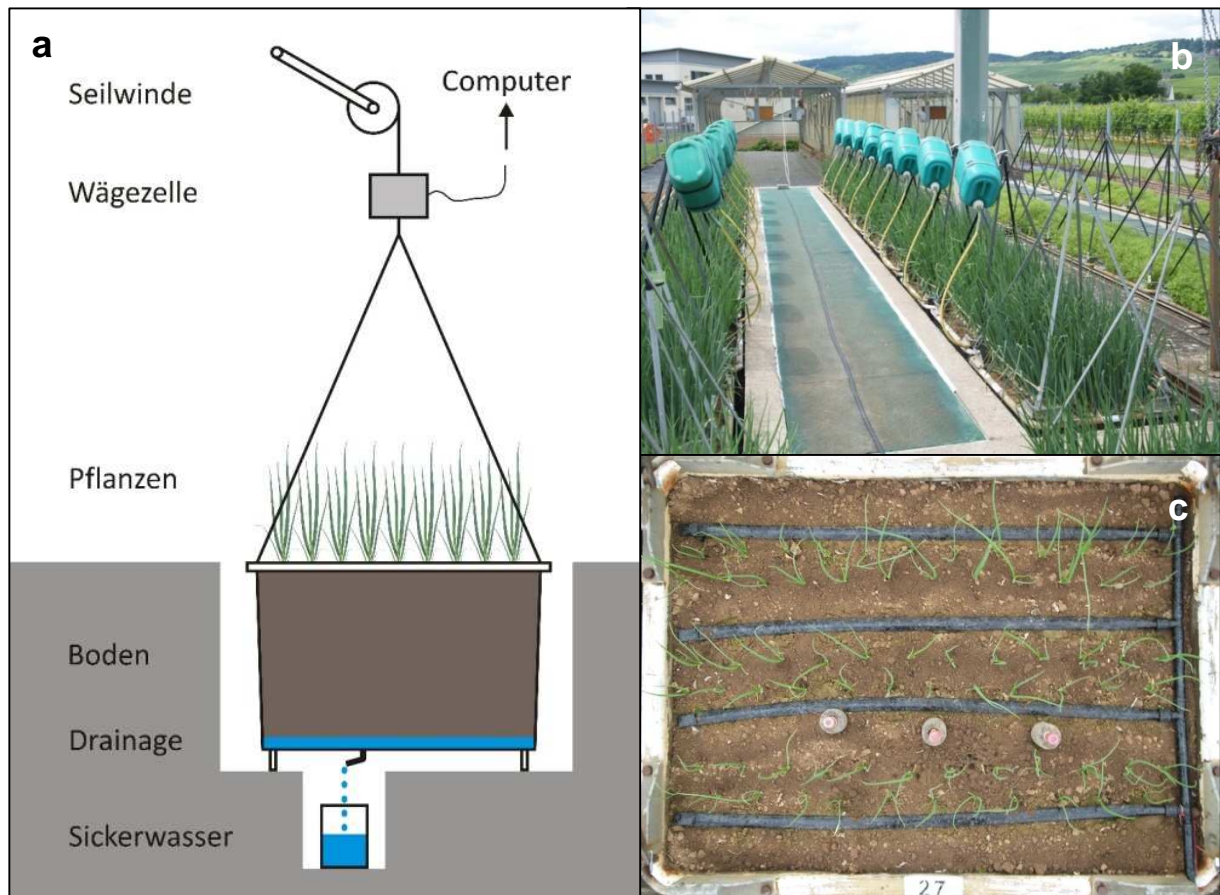 a
Seilwinde
Computer
Wägezelle
Pflanzen
Boden
Drainage
Sickerwasser
b
c
27